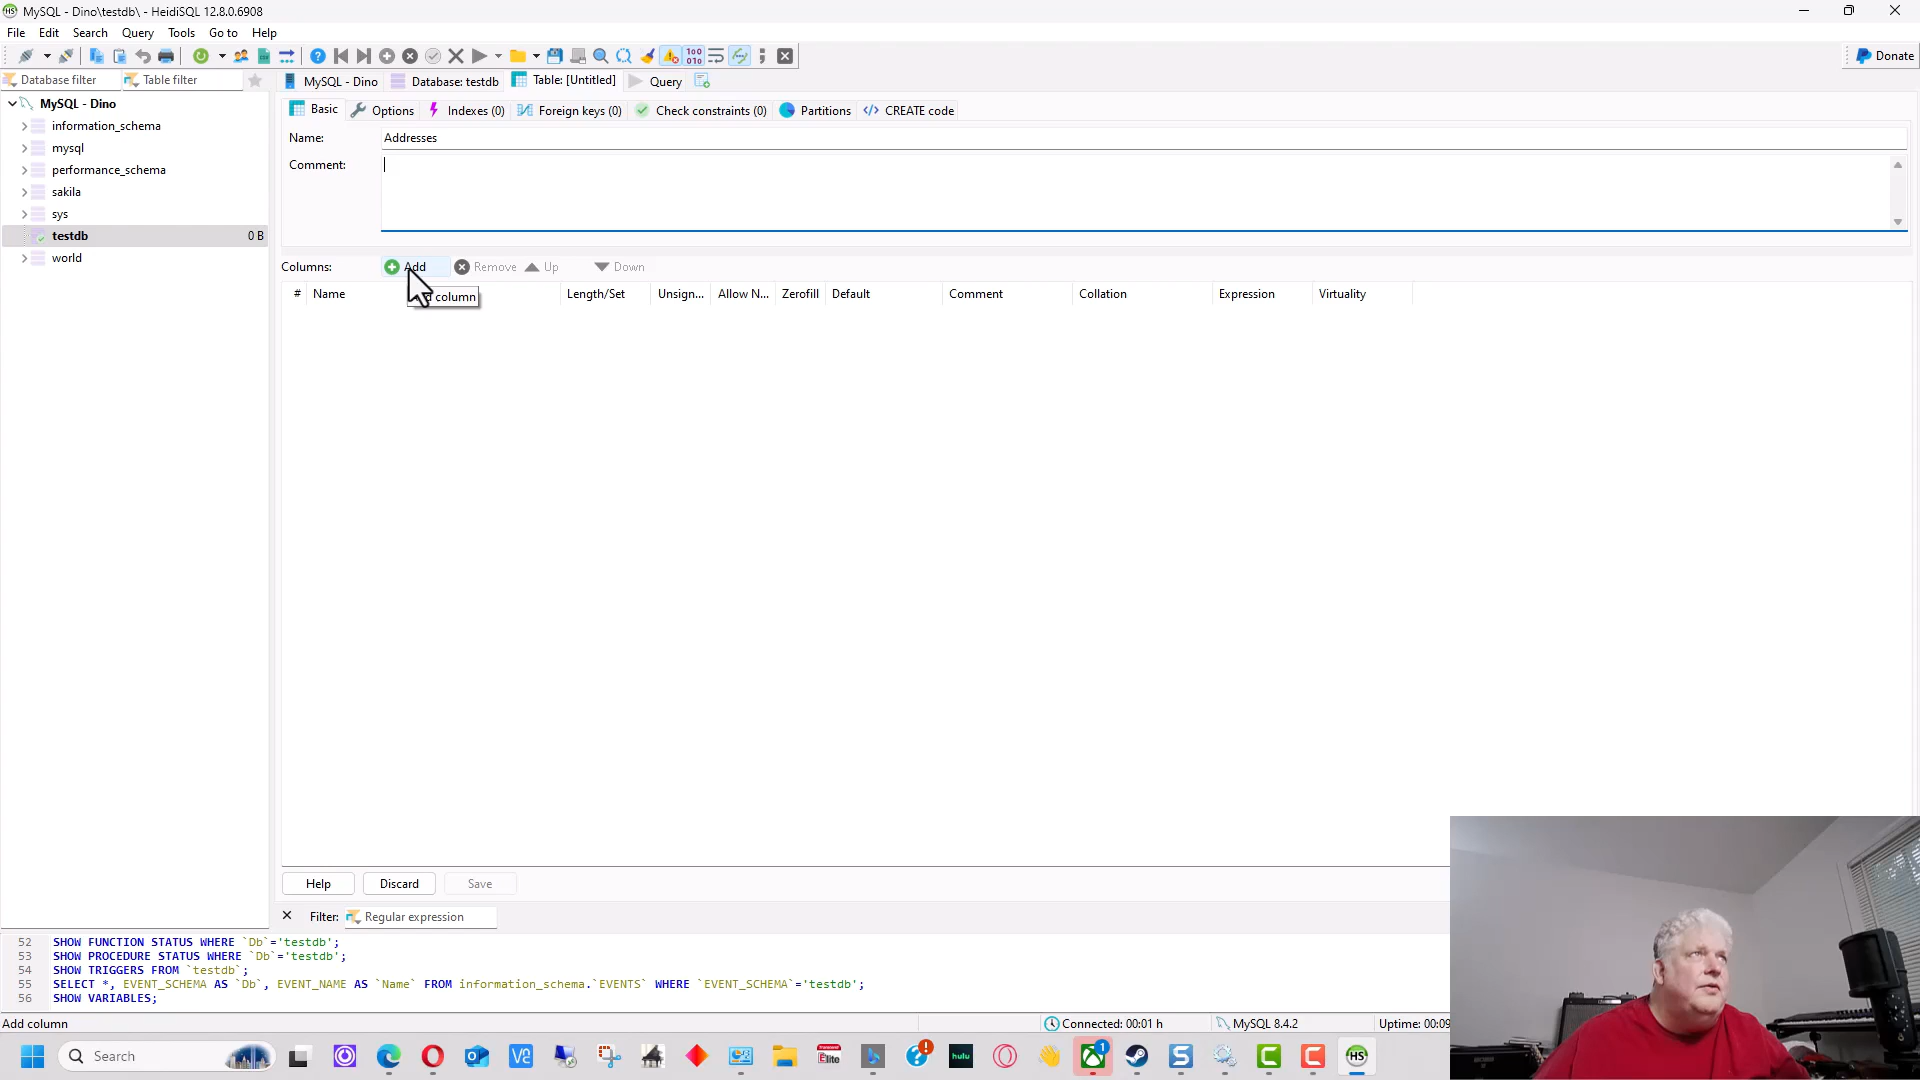 MySQL - Dino\testdb\ - HeidiSQL 12.8.0.6908
File Edit Search Query Tools Go to Help
Donate
Database filter Table filter
MySQL - Dino Database: testdb Table: [Untitled] Query
MySQL - Dino
information_schema
mysql
performance_schema
sakila
sys
testdb 0 B
world
Basic Options Indexes (0) Foreign keys (0) Check constraints (0) Partitions CREATE code
Name: Addresses
Comment:
Columns: Add Remove Up Down
# Name Length/Set Unsign... Allow N... Zerofill Default Comment Collation Expression Virtuality
column
Help Discard Save
Filter: Regular expression
52 SHOW FUNCTION STATUS WHERE `Db`='testdb';
53 SHOW PROCEDURE STATUS WHERE `Db`='testdb';
54 SHOW TRIGGERS FROM `testdb`;
55 SELECT *, EVENT_SCHEMA AS `Db`, EVENT_NAME AS `Name` FROM information_schema.`EVENTS` WHERE `EVENT_SCHEMA`='testdb';
56 SHOW VARIABLES;
Add column Connected: 00:01 h MySQL 8.4.2 Uptime: 00:09
Search
hulu
Elite
HS